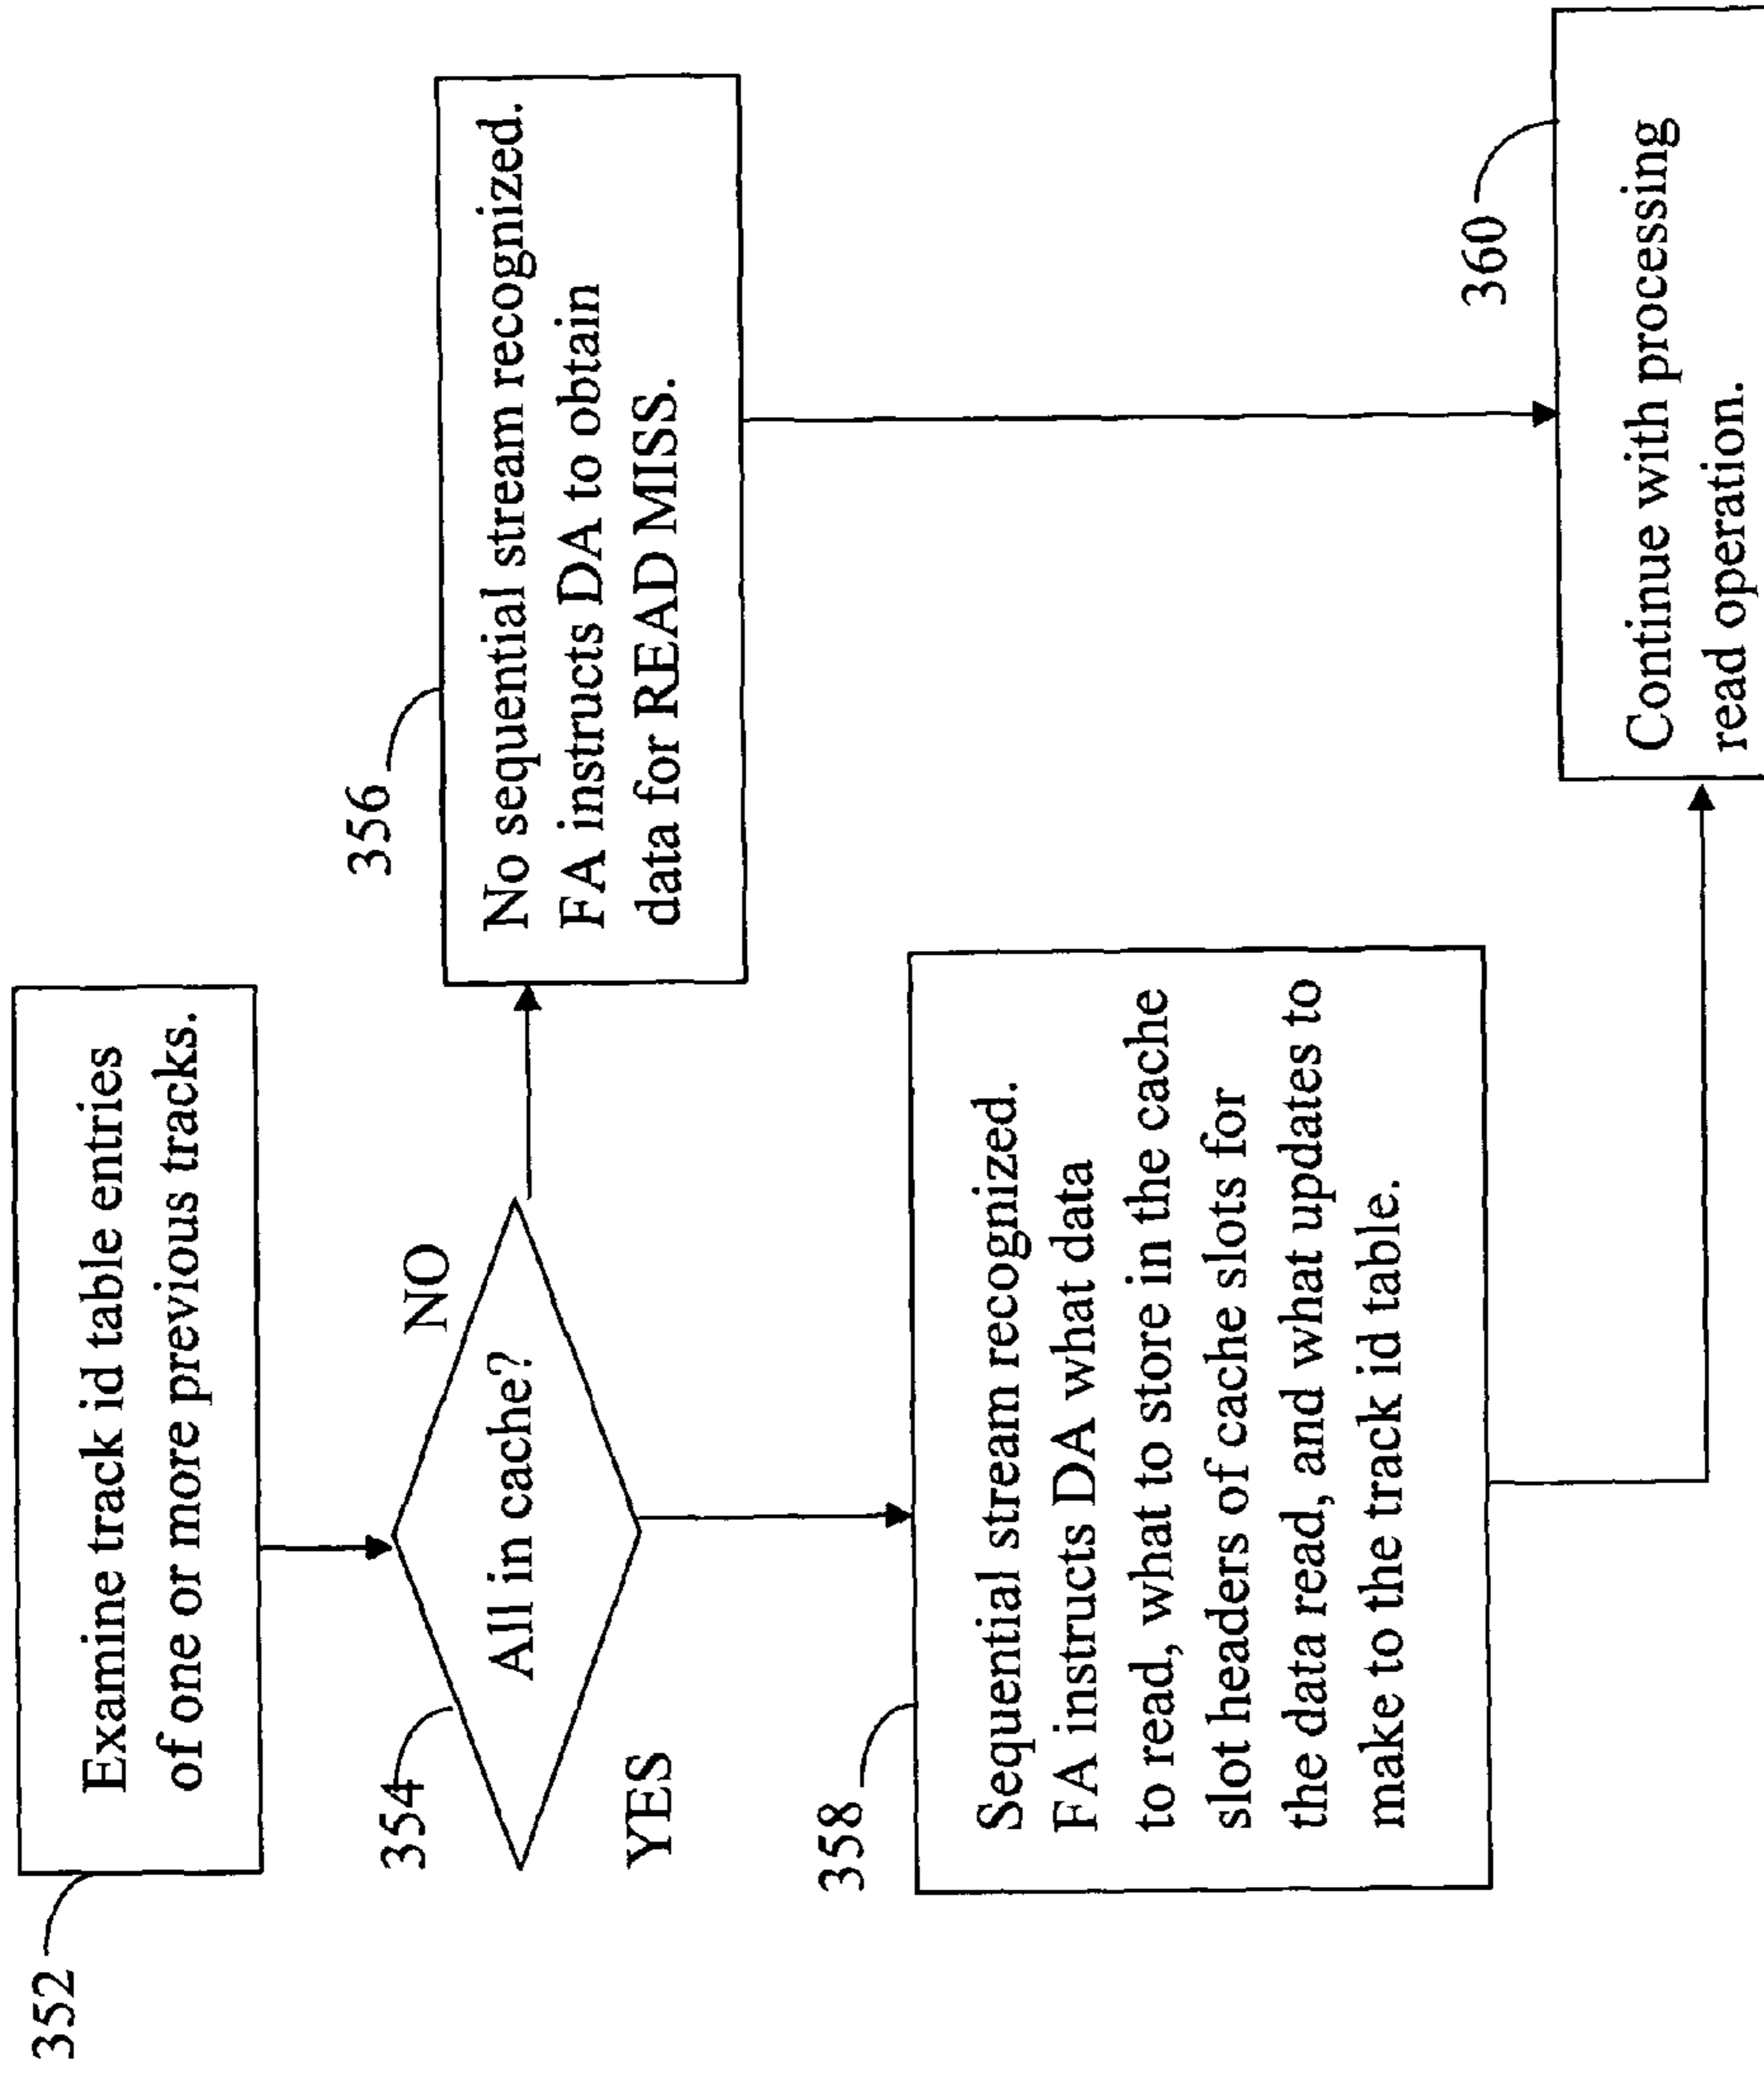 352
Examine track id table entries
of one or more previous tracks.
354
All in cache?
NO
YES
356
No sequential stream recognized.
FA instructs DA to obtain
data for READ MISS.
358
Sequential stream recognized.
FA instructs DA what data
to read, what to store in the cache
slot headers of cache slots for
the data read, and what updates to
make to the track id table.
360
Continue with processing
read operation.